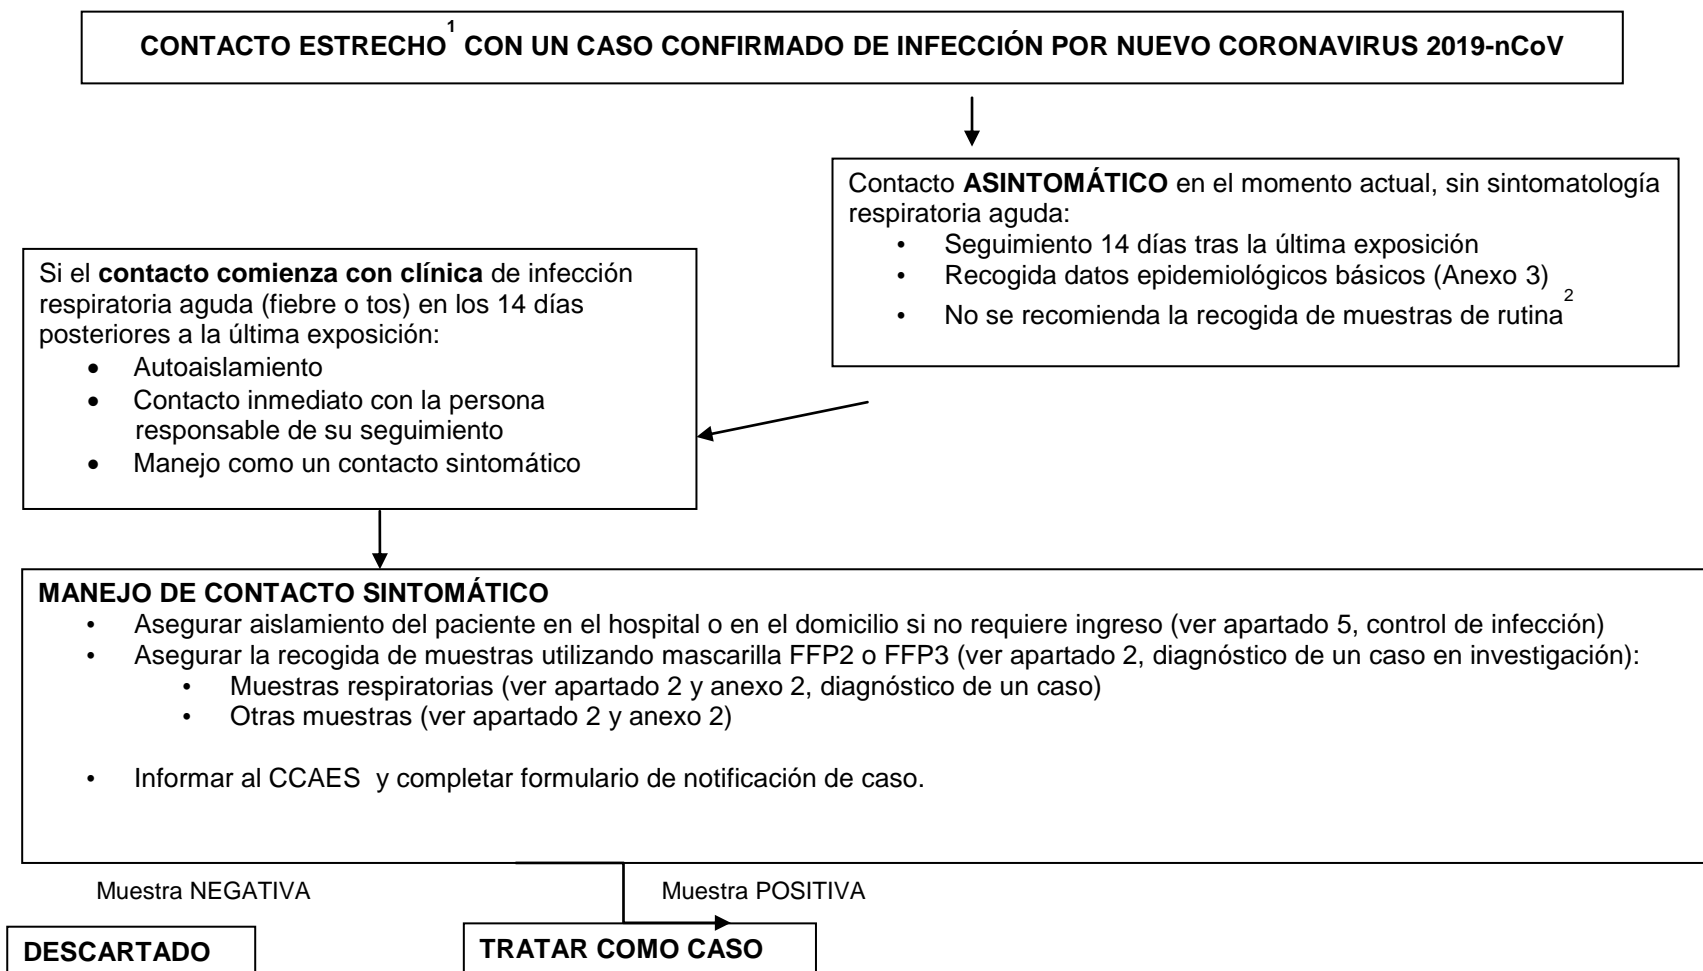 CONTACTO ESTRECHO1 CON UN CASO CONFIRMADO DE INFECCIÓN POR NUEVO CORONAVIRUS 2019-nCoV
Contacto ASINTOMÁTICO en el momento actual, sin sintomatología
respiratoria aguda:
• Seguimiento 14 días tras la última exposición
• Recogida datos epidemiológicos básicos (Anexo 3)
• No se recomienda la recogida de muestras de rutina2
Si el contacto comienza con clínica de infección
respiratoria aguda (fiebre o tos) en los 14 días
posteriores a la última exposición:
• Autoaislamiento
• Contacto inmediato con la persona
responsable de su seguimiento
• Manejo como un contacto sintomático
MANEJO DE CONTACTO SINTOMÁTICO
• Asegurar aislamiento del paciente en el hospital o en el domicilio si no requiere ingreso (ver apartado 5, control de infección)
• Asegurar la recogida de muestras utilizando mascarilla FFP2 o FFP3 (ver apartado 2, diagnóstico de un caso en investigación):
• Muestras respiratorias (ver apartado 2 y anexo 2, diagnóstico de un caso)
• Otras muestras (ver apartado 2 y anexo 2)
• Informar al CCAES y completar formulario de notificación de caso.
Muestra NEGATIVA
Muestra POSITIVA
DESCARTADO
TRATAR COMO CASO